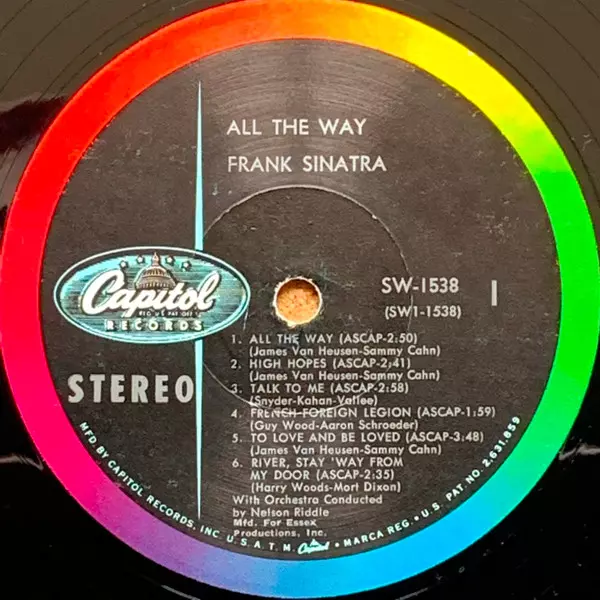 ALL THE WAY
FRANK SINATRA
Capitol
REG. U.S. PAT. OFF.
RECORDS
STEREO
SW-1538
(SW1-1538)
1
1. ALL THE WAY (ASCAP-2:50)
(James Van Heusen-Sammy Cahn)
2. HIGH HOPES (ASCAP-2:41)
(James Van Heusen-Sammy Cahn)
3. TALK TO ME (ASCAP-2:58)
(Snyder-Kahan-Vallee)
4. FRENCH FOREIGN LEGION (ASCAP-1:59)
(Guy Wood-Aaron Schroeder)
5. TO LOVE AND BE LOVED (ASCAP-3:48)
(James Van Heusen-Sammy Cahn)
6. RIVER, STAY 'WAY FROM
MY DOOR (ASCAP-2:35)
(Harry Woods-Mort Dixon)
With Orchestra Conducted
by Nelson Riddle
Mfd. For Essex
Productions, Inc.
MFD. BY CAPITOL RECORDS, INC. U.S.A. T.M. Capitol • MARCA REG. • U.S. PAT. NO. 2,631,859